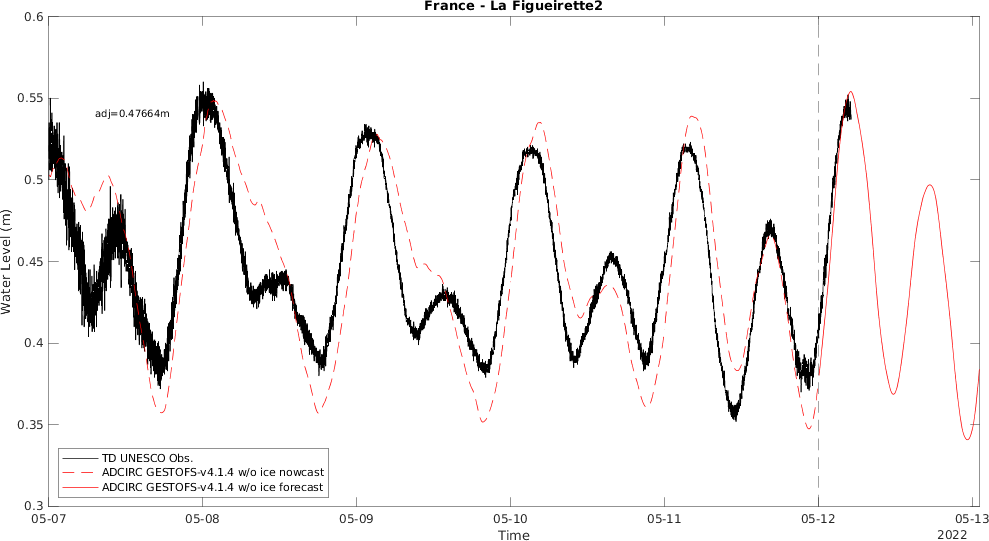 France - La Figueirette2
0.6
0.55
0.5
0.45
0.4
0.35
0.3
Water Level (m)
adj=0.47664m
TD UNESCO Obs.
ADCIRC GESTOFS-v4.1.4 w/o ice nowcast
ADCIRC GESTOFS-v4.1.4 w/o ice forecast
05-07 05-08 05-09 05-10 05-11 05-12 05-13
Time
2022